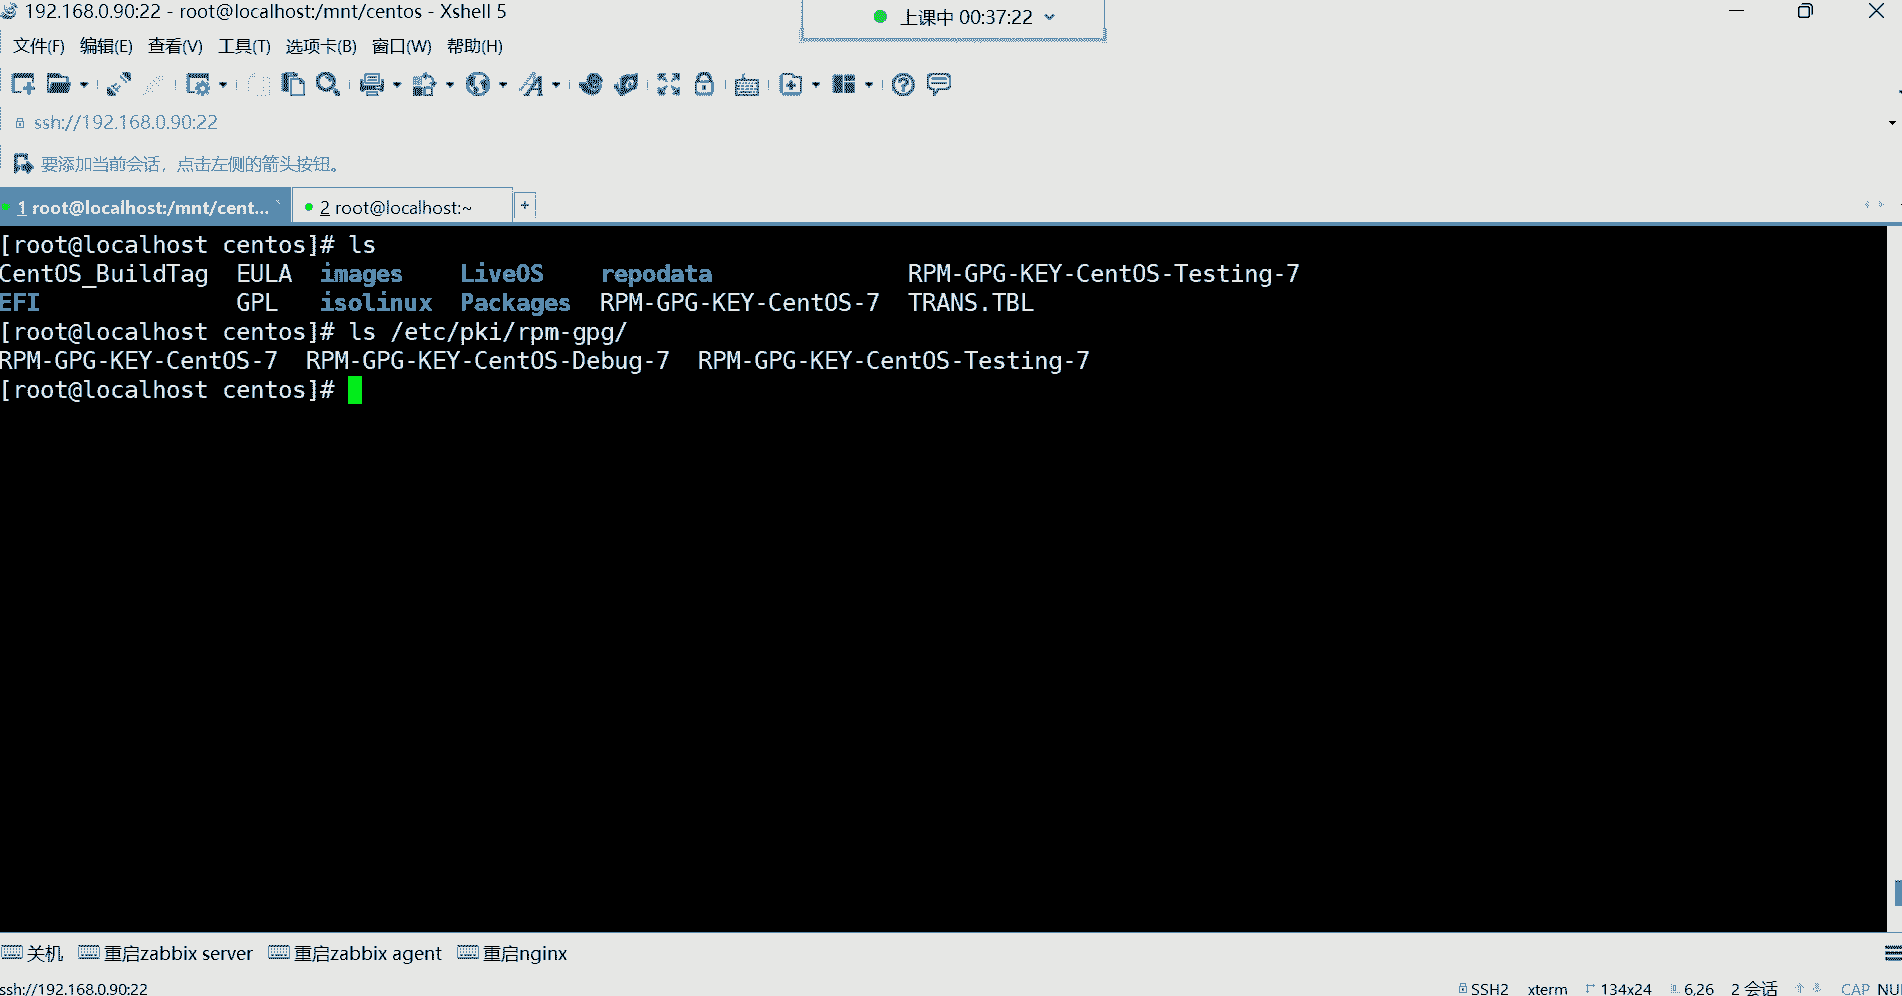 192.168.0.90:22 - root@localhost:/mnt/centos - Xshell 5
上课中 00:37:22
文件(F) 编辑(E) 查看(V) 工具(T) 选项卡(B) 窗口(W) 帮助(H)
ssh://192.168.0.90:22
要添加当前会话，点击左侧的箭头按钮。
1 root@localhost:/mnt/cent... 2 root@localhost:~ +
[root@localhost centos]# ls
CentOS_BuildTag EULA images LiveOS repodata RPM-GPG-KEY-CentOS-Testing-7
EFI GPL isolinux Packages RPM-GPG-KEY-CentOS-7 TRANS.TBL
[root@localhost centos]# ls /etc/pki/rpm-gpg/
RPM-GPG-KEY-CentOS-7 RPM-GPG-KEY-CentOS-Debug-7 RPM-GPG-KEY-CentOS-Testing-7
[root@localhost centos]#
关机 重启zabbix server 重启zabbix agent 重启nginx
ssh://192.168.0.90:22 SSH2 xterm 134x24 6,26 2 会话 CAP NU